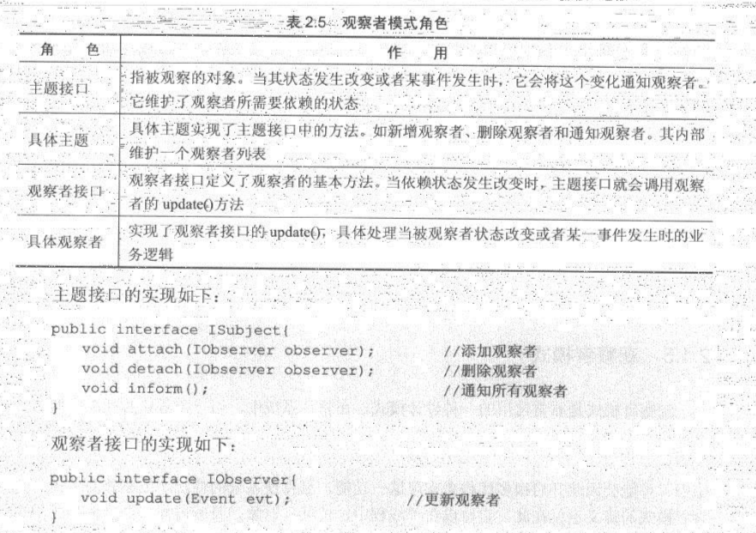 表 2.5 观察者模式角色
角 色 作 用
主题接口 指被观察的对象。当其状态发生改变或者某事件发生时，它会将这个变化通知观察者。
它维护了观察者所需要依赖的状态
具体主题 具体主题实现了主题接口中的方法。如新增观察者、删除观察者和通知观察者。其内部
维护一个观察者列表
观察者接口 观察者接口定义了观察者的基本方法。当依赖状态发生改变时，主题接口就会调用观察
者的 update()方法
具体观察者 实现了观察者接口的 update()，具体处理当被观察者状态改变或者某一事件发生时的业
务逻辑
主题接口的实现如下：
public interface ISubject{
void attach(IObserver observer); //添加观察者
void detach(IObserver observer); //删除观察者
void inform(); //通知所有观察者
}
观察者接口的实现如下：
public interface IObserver{
void update(Event evt); //更新观察者
}